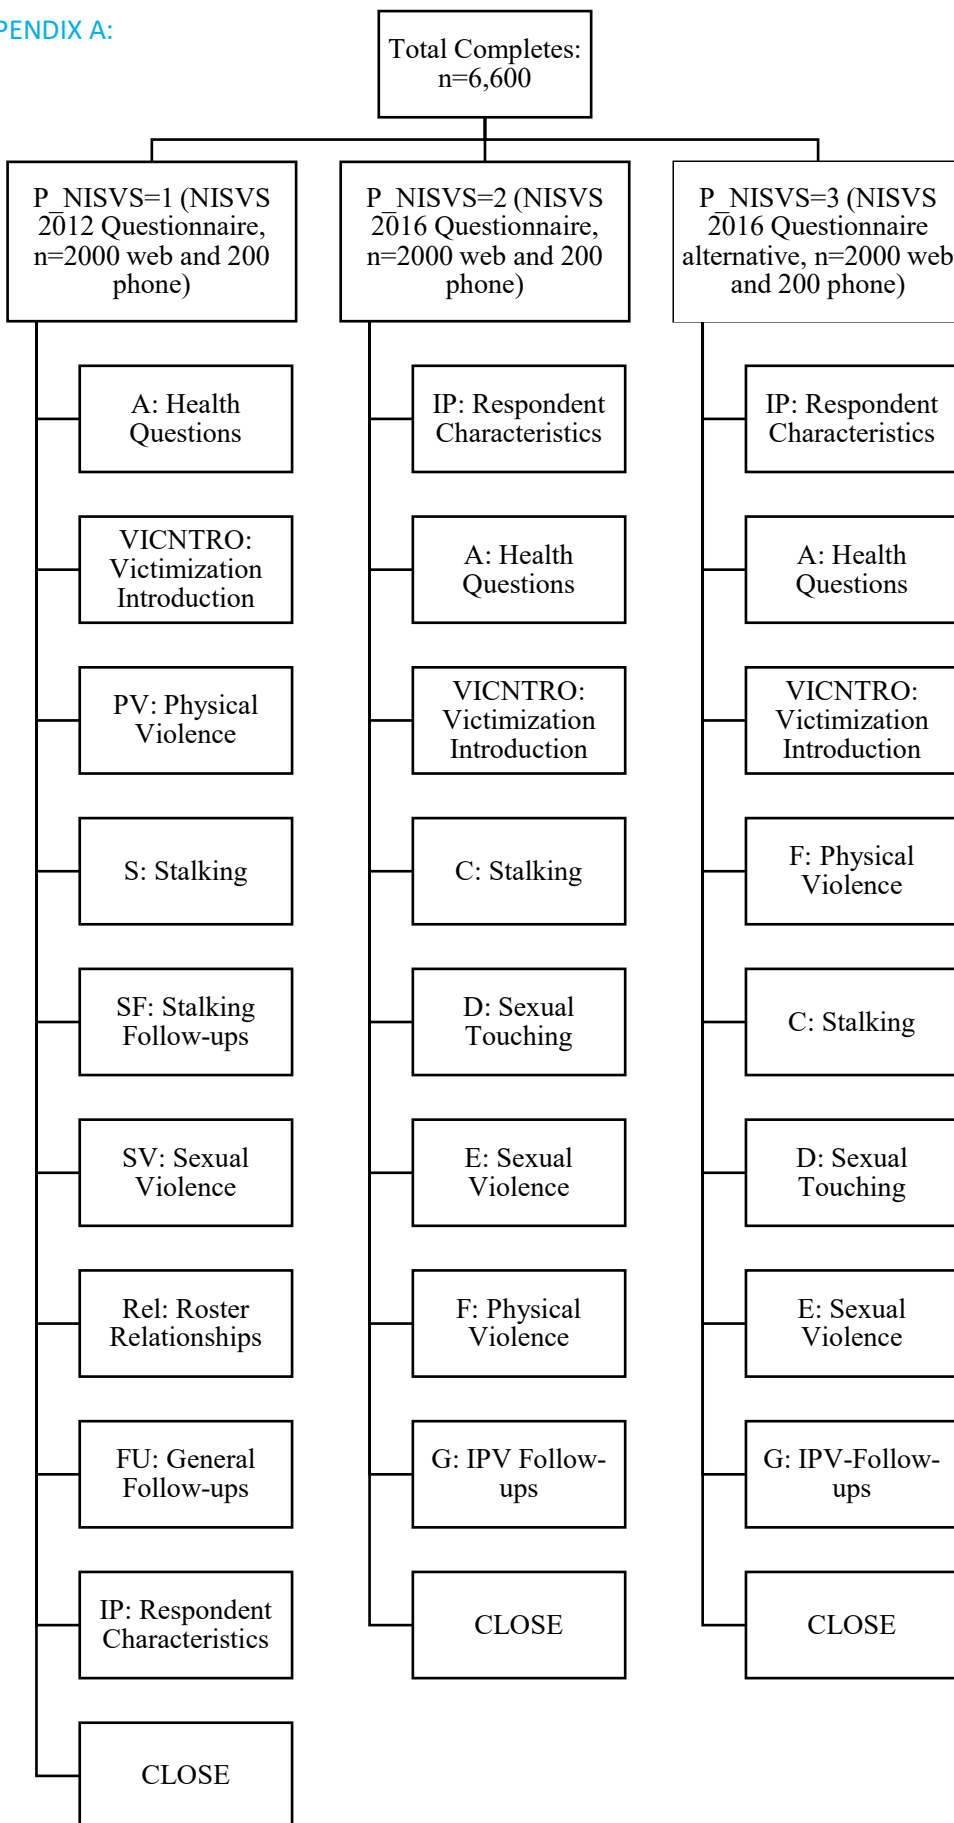 PENDIX A:
Total Completes:
n=6,600
P_NISVS=1 (NISVS
2012 Questionnaire,
n=2000 web and 200
phone)
A: Health
Questions
VICNTRO:
Victimization
Introduction
PV: Physical
Violence
S: Stalking
SF: Stalking
Follow-ups
SV: Sexual
Violence
Rel: Roster
Relationships
FU: General
Follow-ups
IP: Respondent
Characteristics
CLOSE
P_NISVS=2 (NISVS
2016 Questionnaire,
n=2000 web and 200
phone)
IP: Respondent
Characteristics
A: Health
Questions
VICNTRO:
Victimization
Introduction
C: Stalking
D: Sexual
Touching
E: Sexual
Violence
F: Physical
Violence
G: IPV Follow-
ups
CLOSE
P_NISVS=3 (NISVS
2016 Questionnaire
alternative, n=2000 web
and 200 phone)
IP: Respondent
Characteristics
A: Health
Questions
VICNTRO:
Victimization
Introduction
F: Physical
Violence
C: Stalking
D: Sexual
Touching
E: Sexual
Violence
G: IPV-Follow-
ups
CLOSE